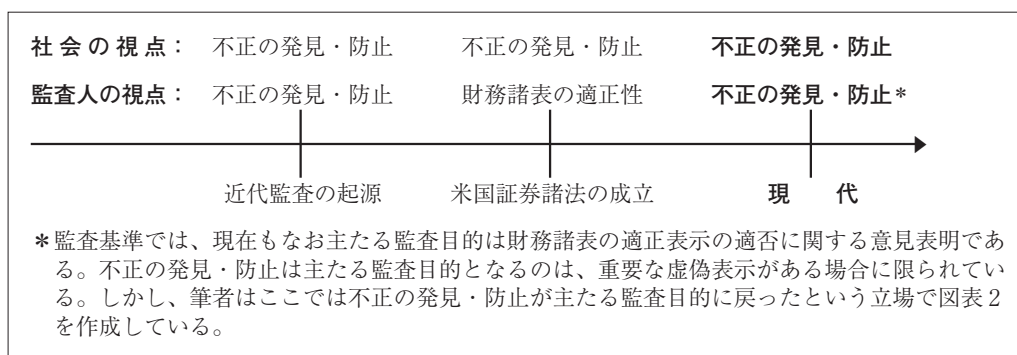 社会の視点： 不正の発見・防止 不正の発見・防止 不正の発見・防止
監査人の視点： 不正の発見・防止 財務諸表の適正性 不正の発見・防止＊
近代監査の起源 米国証券諸法の成立 現 代
＊監査基準では、現在もなお主たる監査目的は財務諸表の適正表示の適否に関する意見表明であ
る。不正の発見・防止は主たる監査目的となるのは、重要な虚偽表示がある場合に限られてい
る。しかし、筆者はここでは不正の発見・防止が主たる監査目的に戻ったという立場で図表２
を作成している。